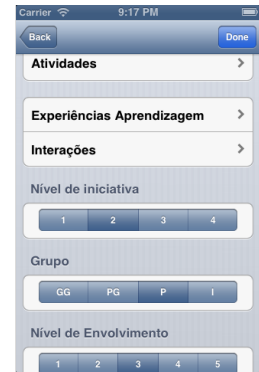 Carrier 9:17 PM
Back Done
Atividades
Experiências Aprendizagem
Interações
Nível de iniciativa
1 2 3 4
Grupo
GG PG P I
Nível de Envolvimento
1 2 3 4 5